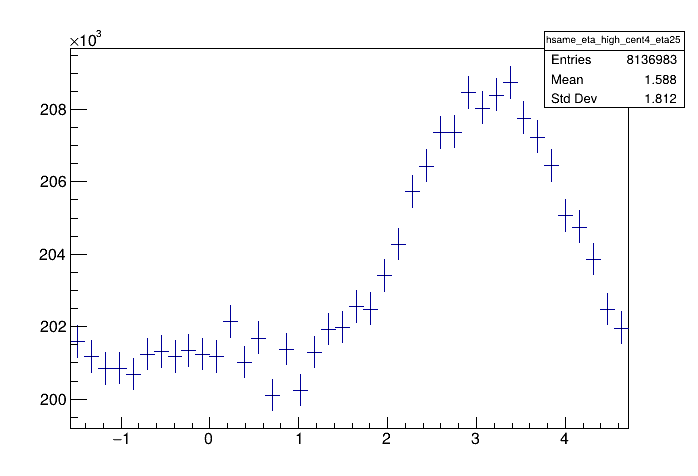 ×10³
hsame_eta_high_cent4_eta25
Entries 8136983
Mean 1.588
Std Dev 1.812
208
206
204
202
200
−1 0 1 2 3 4